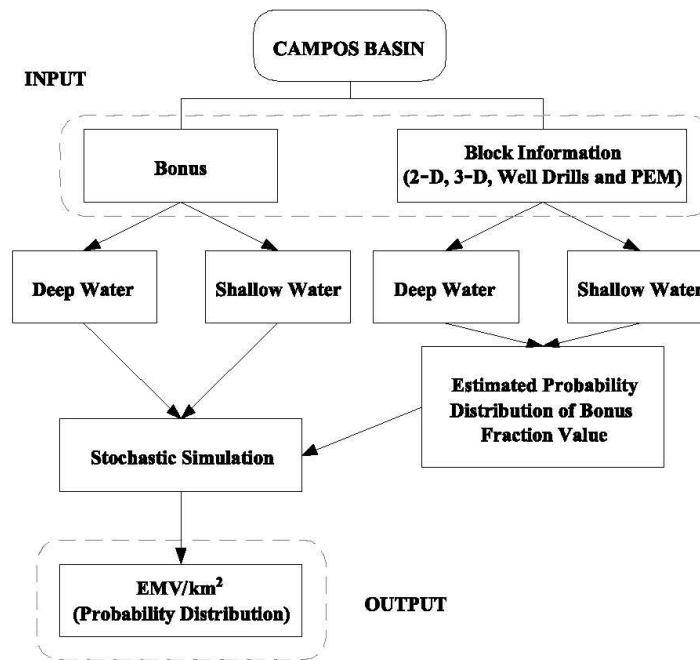 CAMPOS BASIN
INPUT
Bonus
Block Information
(2-D, 3-D, Well Drills and PEM)
Deep Water
Shallow Water
Deep Water
Shallow Water
Estimated Probability
Distribution of Bonus
Fraction Value
Stochastic Simulation
EMV/km²
(Probability Distribution)
OUTPUT